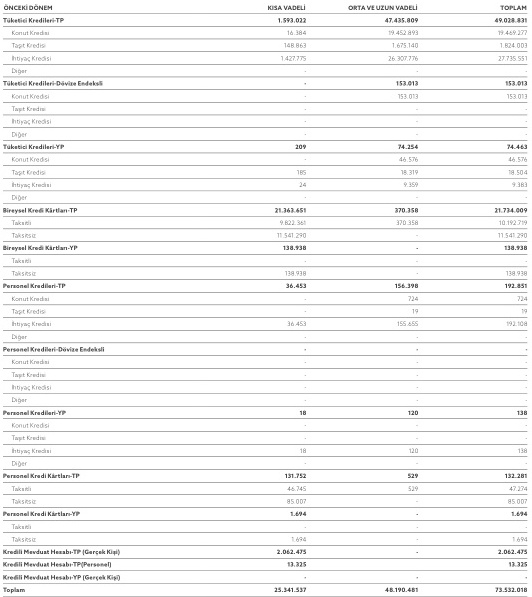 ÖNCEKİ DÖNEM KISA VADELİ ORTA VE UZUN VADELİ TOPLAM
Tüketici Kredileri-TP 1.593.022 47.435.809 49.028.831
Konut Kredisi 16.384 19.452.893 19.469.277
Taşıt Kredisi 148.863 1.675.140 1.824.003
İhtiyaç Kredisi 1.427.775 26.307.776 27.735.551
Diğer - - -
Tüketici Kredileri-Dövize Endeksli - 153.013 153.013
Konut Kredisi - 153.013 153.013
Taşıt Kredisi - - -
İhtiyaç Kredisi - - -
Diğer - - -
Tüketici Kredileri-YP 209 74.254 74.463
Konut Kredisi - 46.576 46.576
Taşıt Kredisi 185 18.319 18.504
İhtiyaç Kredisi 24 9.359 9.383
Diğer - - -
Bireysel Kredi Kârtları-TP 21.363.651 370.358 21.734.009
Taksitli 9.822.361 370.358 10.192.719
Taksitsiz 11.541.290 - 11.541.290
Bireysel Kredi Kârtları-YP 138.938 - 138.938
Taksitli - - -
Taksitsiz 138.938 - 138.938
Personel Kredileri-TP 36.453 156.398 192.851
Konut Kredisi - 724 724
Taşıt Kredisi - 19 19
İhtiyaç Kredisi 36.453 155.655 192.108
Diğer - - -
Personel Kredileri-Dövize Endeksli - - -
Konut Kredisi - - -
Taşıt Kredisi - - -
İhtiyaç Kredisi - - -
Diğer - - -
Personel Kredileri-YP 18 120 138
Konut Kredisi - - -
Taşıt Kredisi - - -
İhtiyaç Kredisi 18 120 138
Diğer - - -
Personel Kredi Kârtları-TP 131.752 529 132.281
Taksitli 46.745 529 47.274
Taksitsiz 85.007 - 85.007
Personel Kredi Kârtları-YP 1.694 - 1.694
Taksitli - - -
Taksitsiz 1.694 - 1.694
Kredili Mevduat Hesabı-TP (Gerçek Kişi) 2.062.475 - 2.062.475
Kredili Mevduat Hesabı-TP(Personel) 13.325 13.325
Kredili Mevduat Hesabı-YP (Gerçek Kişi) - - -
Toplam 25.341.537 48.190.481 73.532.018